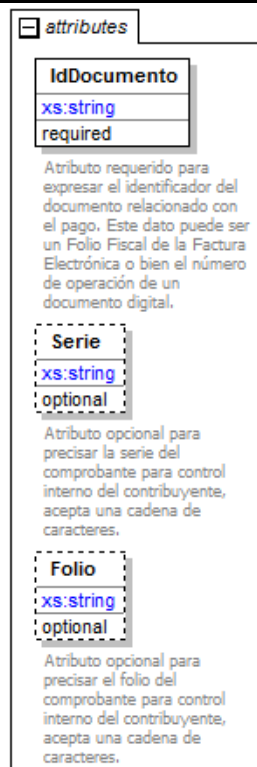 attributes
IdDocumento
xs:string
required
Atributo requerido para
expresar el identificador del
documento relacionado con
el pago. Este dato puede ser
un Folio Fiscal de la Factura
Electrónica o bien el número
de operación de un
documento digital.
Serie
xs:string
optional
Atributo opcional para
precisar la serie del
comprobante para control
interno del contribuyente,
acepta una cadena de
caracteres.
Folio
xs:string
optional
Atributo opcional para
precisar el folio del
comprobante para control
interno del contribuyente,
acepta una cadena de
caracteres.